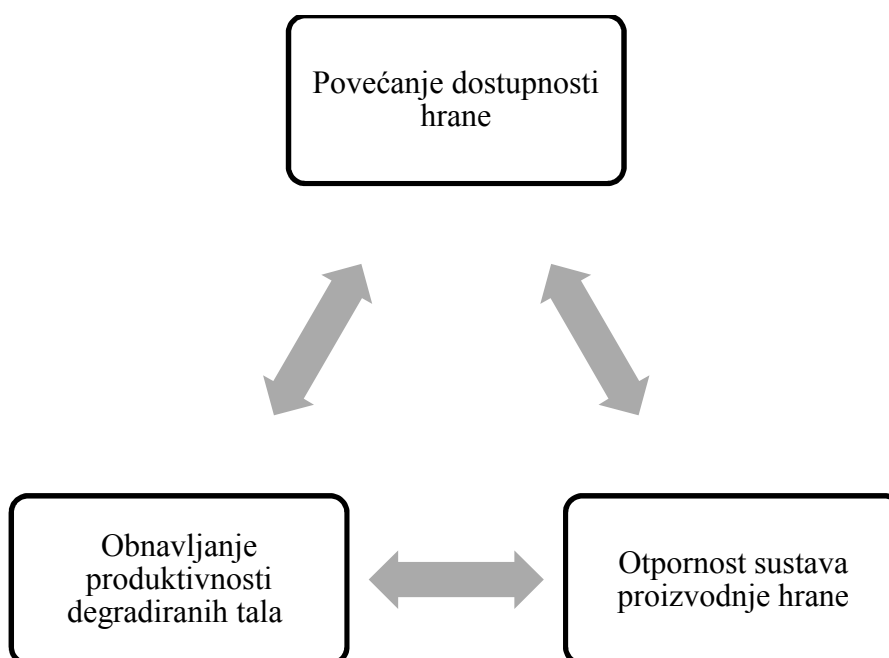 Povećanje dostupnosti
hrane
Obnavljanje
produktivnosti
degradiranih tala
Otpornost sustava
proizvodnje hrane